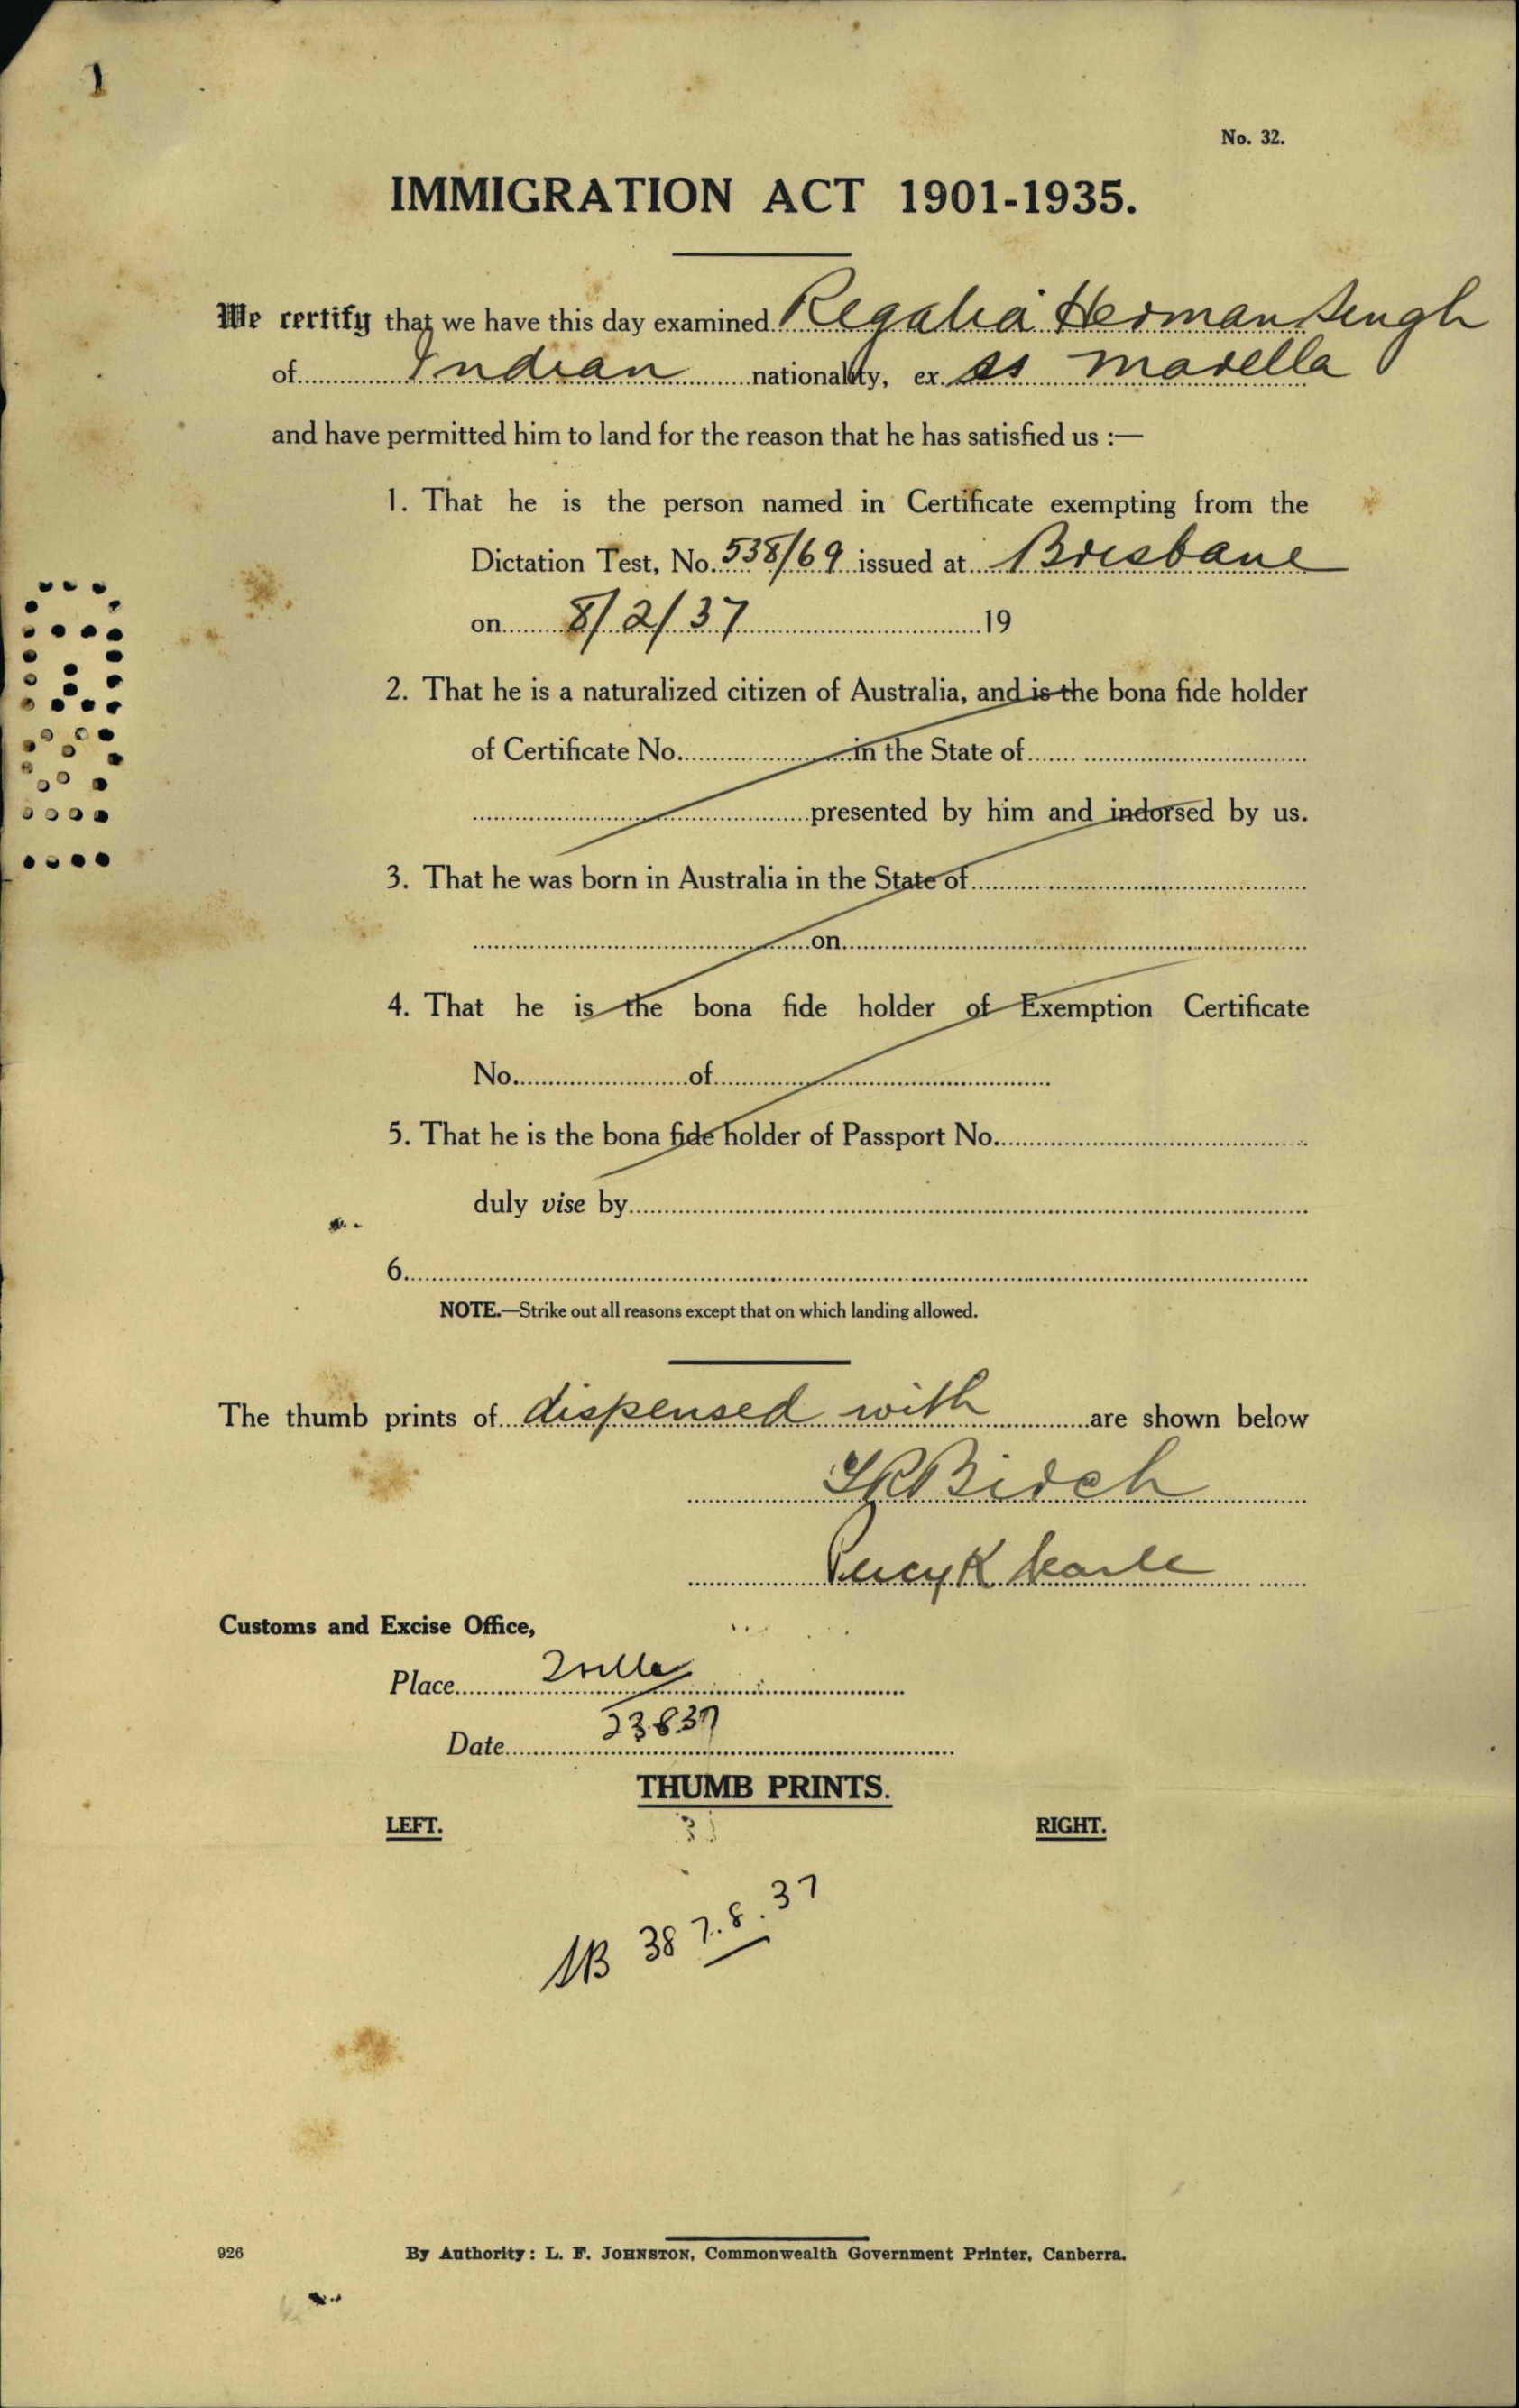 1
No. 32.
IMMIGRATION ACT 1901-1935.
We certify that we have this day examined Regalia Herman Singh
of Indian nationality, ex. ss Marella
and have permitted him to land for the reason that he has satisfied us :—
1. That he is the person named in Certificate exempting from the
Dictation Test, No. 538/69 issued at Brisbane
on 8/2/37 19
2. That he is a naturalized citizen of Australia, and is the bona fide holder
of Certificate No. in the State of
presented by him and indorsed by us.
3. That he was born in Australia in the State of
on
4. That he is the bona fide holder of Exemption Certificate
No. of
5. That he is the bona fide holder of Passport No.
duly vise by
6.
NOTE.—Strike out all reasons except that on which landing allowed.
The thumb prints of dispensed with are shown below
Birch
Percy K Searle
Customs and Excise Office,
Place Tville
Date 23.8.37
THUMB PRINTS.
LEFT. RIGHT.
38 7.8.37
926 By Authority: L. F. JOHNSTON, Commonwealth Government Printer, Canberra.